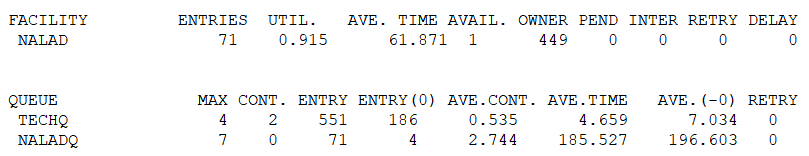 FACILITY ENTRIES UTIL. AVE. TIME AVAIL. OWNER PEND INTER RETRY DELAY
NALAD 71 0.915 61.871 1 449 0 0 0 0
QUEUE MAX CONT. ENTRY ENTRY(0) AVE.CONT. AVE.TIME AVE.(-0) RETRY
TECHQ 4 2 551 186 0.535 4.659 7.034 0
NALADQ 7 0 71 4 2.744 185.527 196.603 0